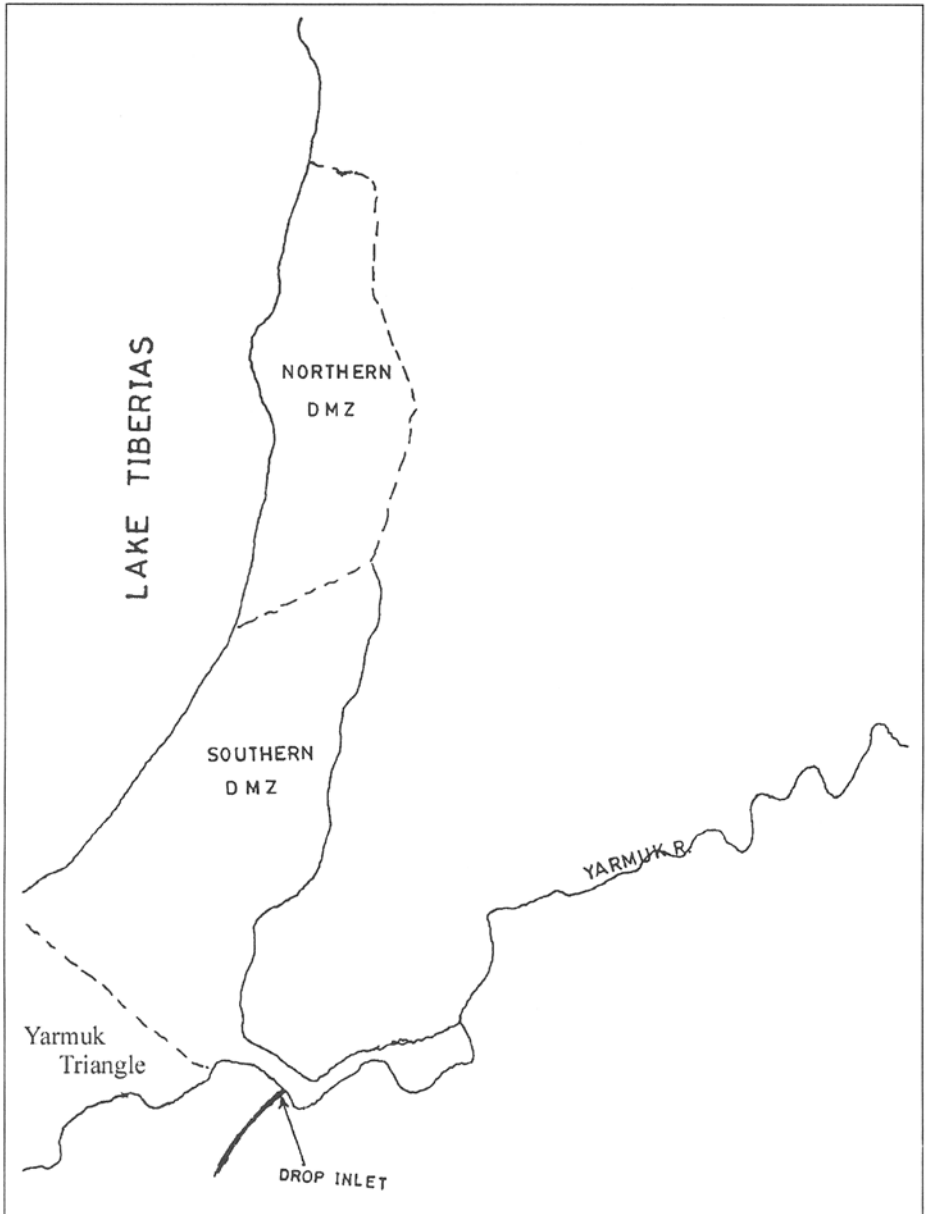 LAKE TIBERIAS
NORTHERN
DMZ
SOUTHERN
DMZ
YARMUK R.
Yarmuk
Triangle
DROP INLET